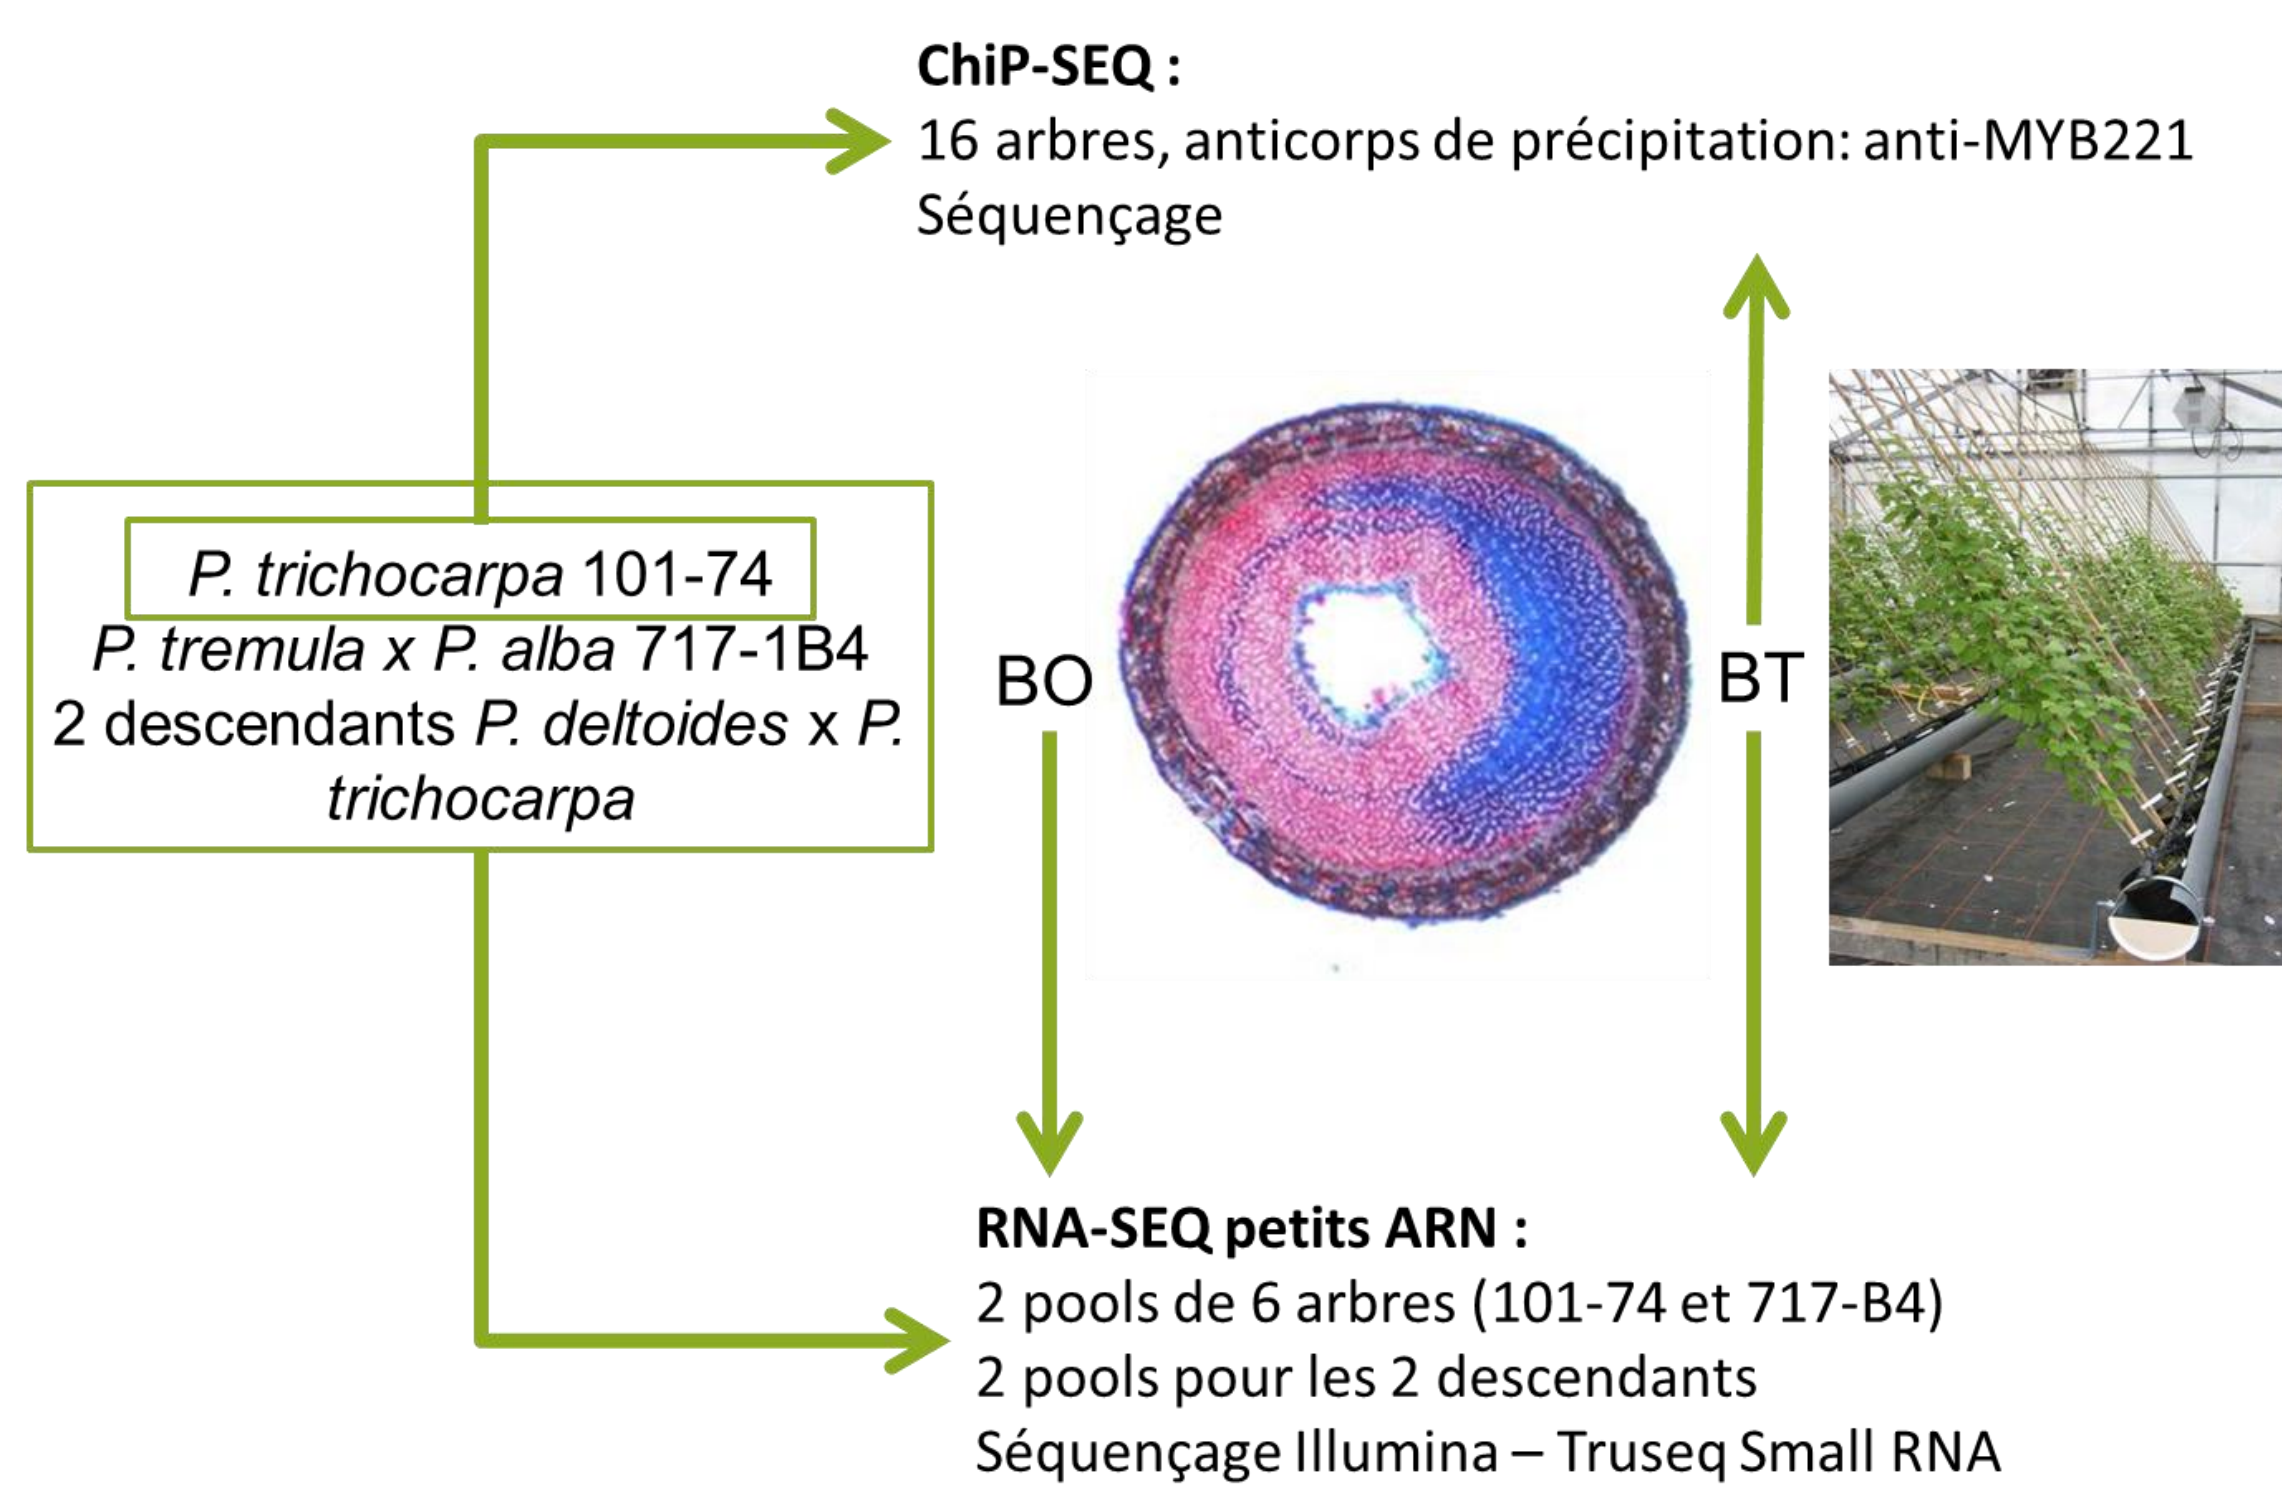 ChiP-SEQ :
16 arbres, anticorps de précipitation: anti-MYB221
Séquençage
P. trichocarpa 101-74
P. tremula x P. alba 717-1B4
2 descendants P. deltoides x P.
trichocarpa
BO
BT
RNA-SEQ petits ARN :
2 pools de 6 arbres (101-74 et 717-B4)
2 pools pour les 2 descendants
Séquençage Illumina – Truseq Small RNA